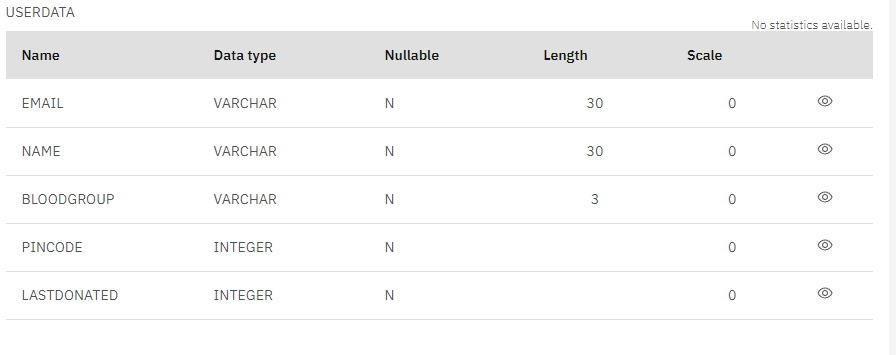 USERDATA
No statistics available.
Name Data type Nullable Length Scale
EMAIL VARCHAR N 30 0
NAME VARCHAR N 30 0
BLOODGROUP VARCHAR N 3 0
PINCODE INTEGER N 0
LASTDONATED INTEGER N 0